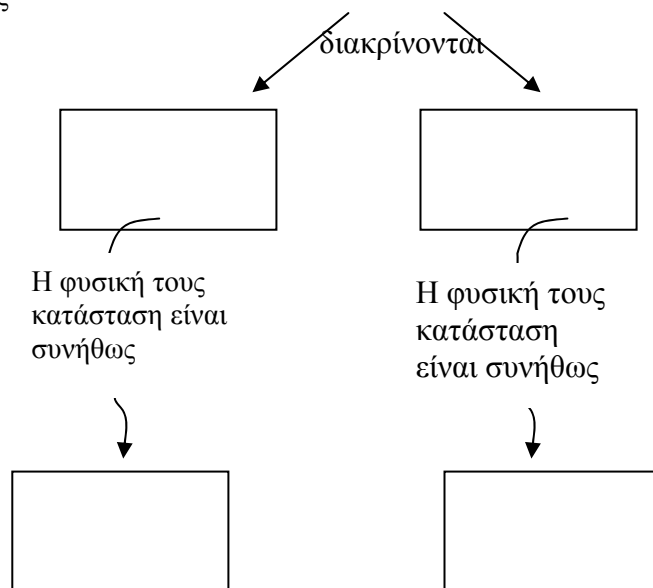 ς
διακρίνονται
Η φυσική τους
κατάσταση είναι
συνήθως
Η φυσική τους
κατάσταση
είναι συνήθως